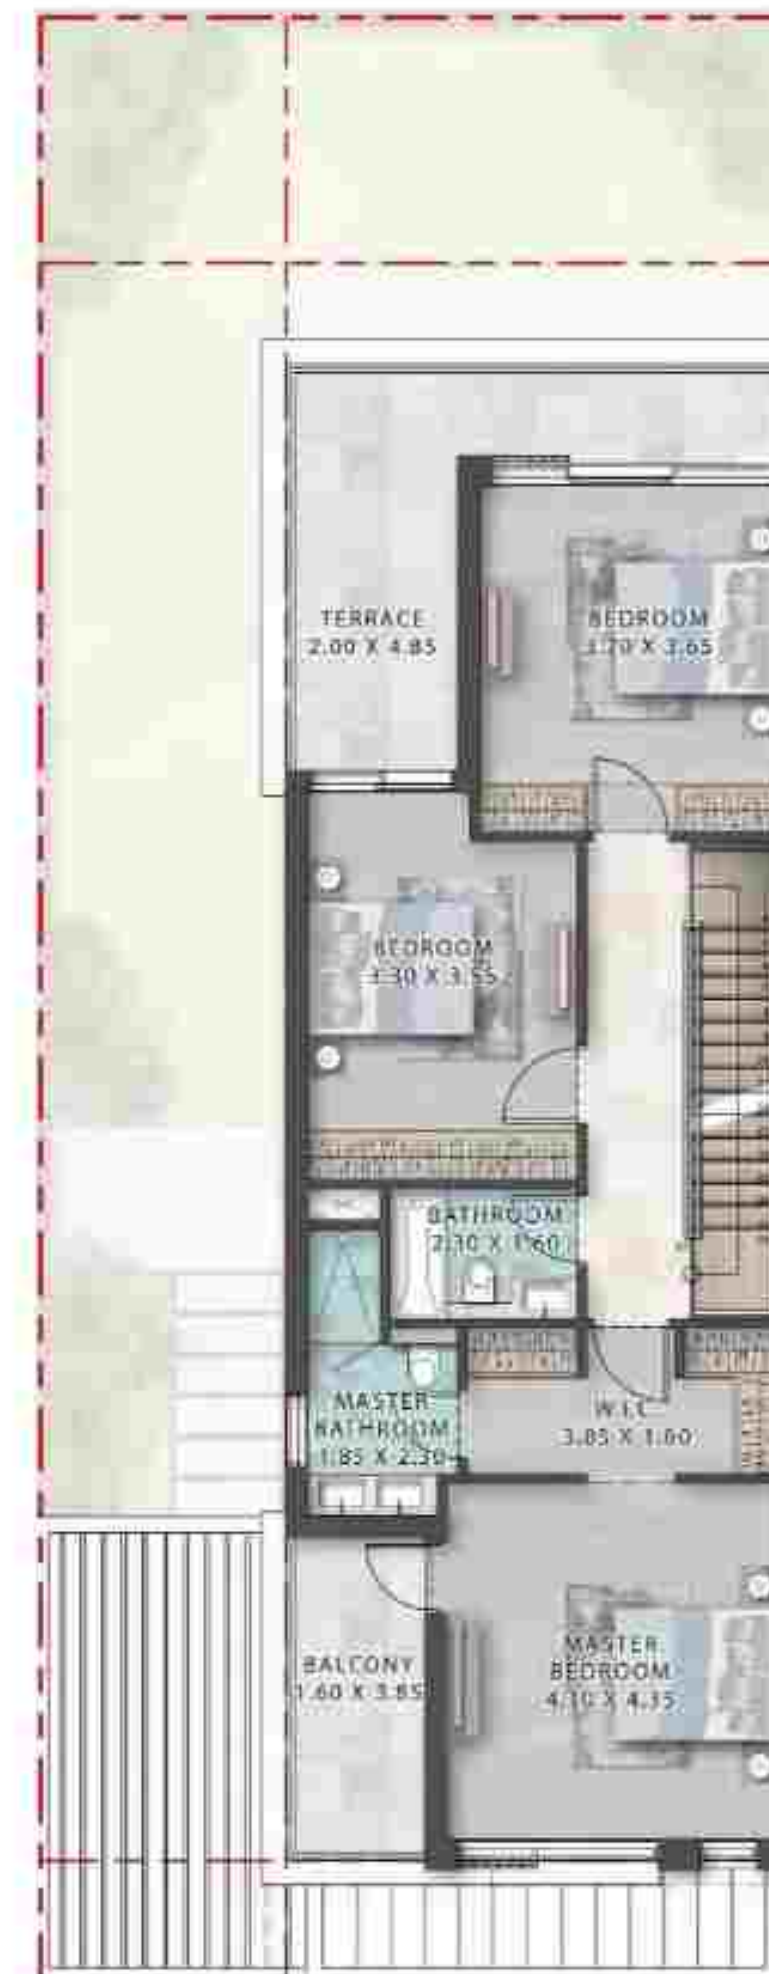 TERRACE
2.00 X 4.85
BEDROOM
3.70 X 3.65
BEDROOM
3.30 X 3.55
BATHROOM
2.30 X 1.60
MASTER
BATHROOM
1.85 X 2.30
W.I.C
3.85 X 1.80
BALCONY
1.60 X 3.85
MASTER
BEDROOM
4.10 X 4.35